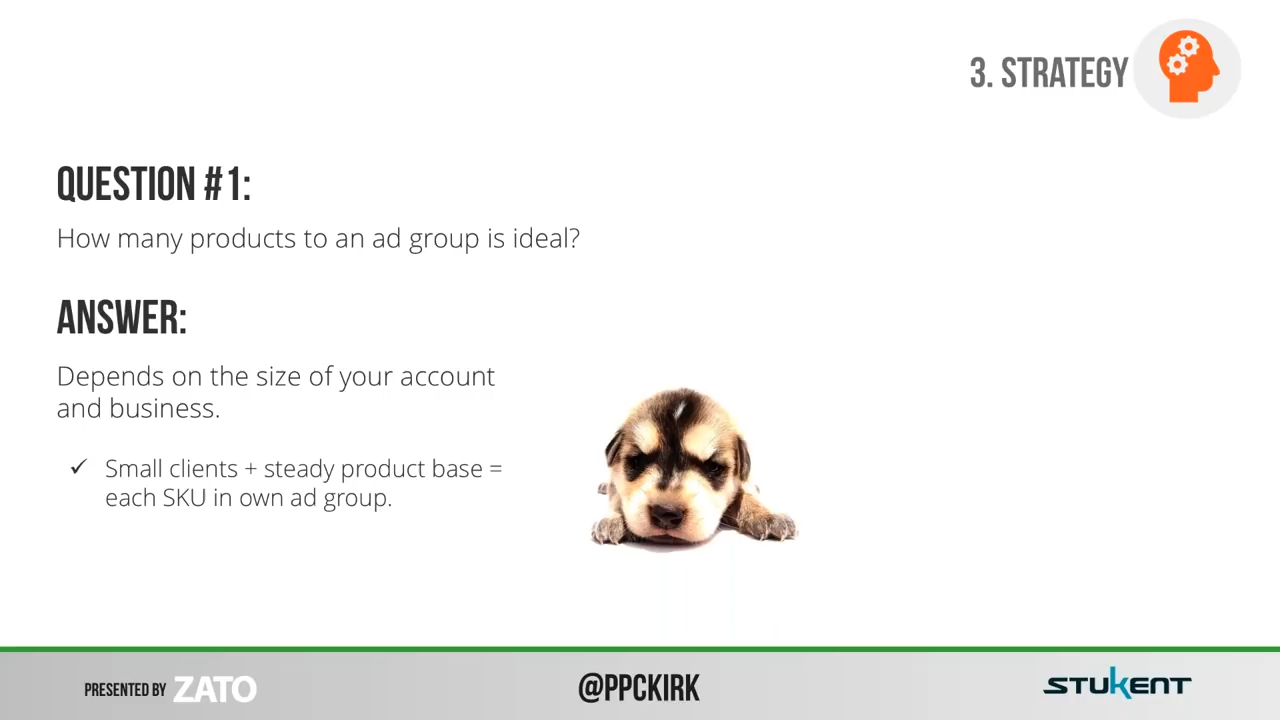 3. STRATEGY
QUESTION #1:
How many products to an ad group is ideal?
ANSWER:
Depends on the size of your account
and business.
✓ Small clients + steady product base =
each SKU in own ad group.
PRESENTED BY ZATO
@PPCKIRK
STUKENT